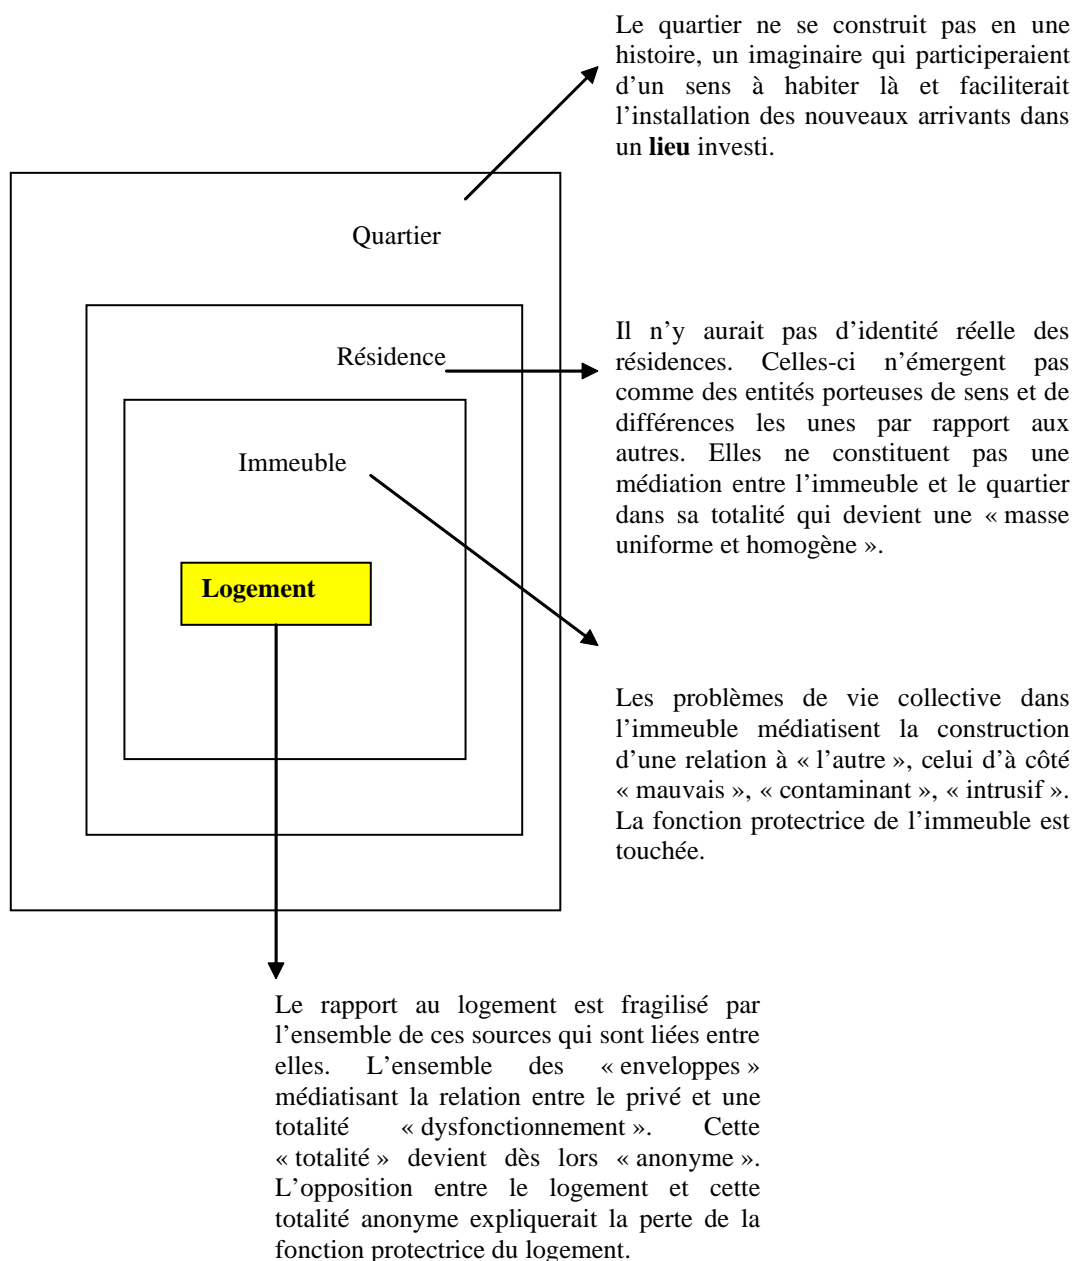 Le quartier ne se construit pas en une
histoire, un imaginaire qui participeraient
d’un sens à habiter là et faciliterait
l’installation des nouveaux arrivants dans
un lieu investi.
Quartier
Il n’y aurait pas d’identité réelle des
résidences. Celles-ci n’émergent pas
comme des entités porteuses de sens et de
différences les unes par rapport aux
autres. Elles ne constituent pas une
médiation entre l’immeuble et le quartier
dans sa totalité qui devient une « masse
uniforme et homogène ».
Résidence
Immeuble
Logement
Les problèmes de vie collective dans
l’immeuble médiatisent la construction
d’une relation à « l’autre », celui d’à côté
« mauvais », « contaminant », « intrusif ».
La fonction protectrice de l’immeuble est
touchée.
Le rapport au logement est fragilisé par
l’ensemble de ces sources qui sont liées entre
elles. L’ensemble des « enveloppes »
médiatisant la relation entre le privé et une
totalité « dysfonctionnement ». Cette
« totalité » devient dès lors « anonyme ».
L’opposition entre le logement et cette
totalité anonyme expliquerait la perte de la
fonction protectrice du logement.